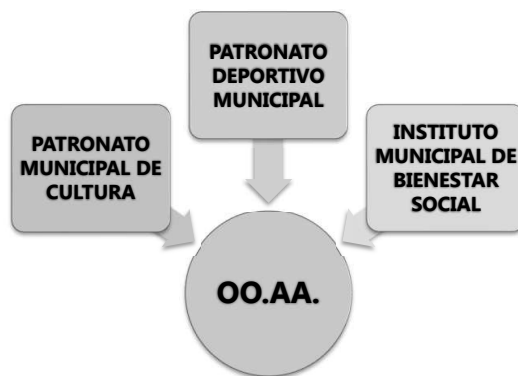 PATRONATO
DEPORTIVO
MUNICIPAL
PATRONATO
MUNICIPAL DE
CULTURA
INSTITUTO
MUNICIPAL DE
BIENESTAR
SOCIAL
OO.AA.